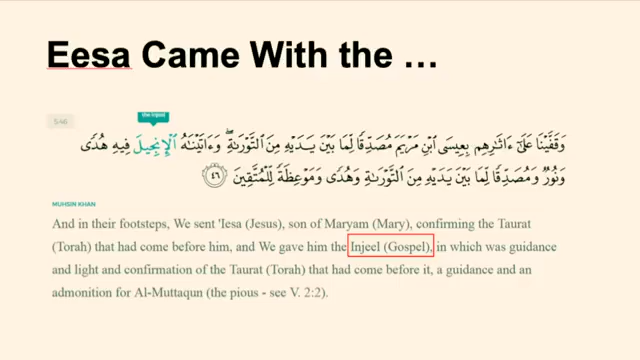 Eesa Came With the …
5:46
the Injeel
وَقَفَّيْنَا عَلَىٰٓ ءَاثَٰرِهِم بِعِيسَى ٱبْنِ مَرْيَمَ مُصَدِّقًا لِّمَا بَيْنَ يَدَيْهِ مِنَ ٱلتَّوْرَىٰةِ ۖ وَءَاتَيْنَٰهُ ٱلْإِنجِيلَ فِيهِ هُدًى
وَنُورٌ وَمُصَدِّقًا لِّمَا بَيْنَ يَدَيْهِ مِنَ ٱلتَّوْرَىٰةِ وَهُدًى وَمَوْعِظَةً لِّلْمُتَّقِينَ ٤٦
MUHSIN KHAN
And in their footsteps, We sent 'Iesa (Jesus), son of Maryam (Mary), confirming the Taurat
(Torah) that had come before him, and We gave him the Injeel (Gospel), in which was guidance
and light and confirmation of the Taurat (Torah) that had come before it, a guidance and an
admonition for Al-Muttaqun (the pious - see V. 2:2).